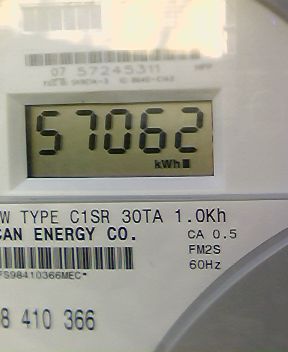 07 57245311
57062
kWh
W TYPE C1SR 30TA 1.0Kh
CAN ENERGY CO.
CA 0.5
FM2S
60Hz
FS98410366MEC*
8 410 366